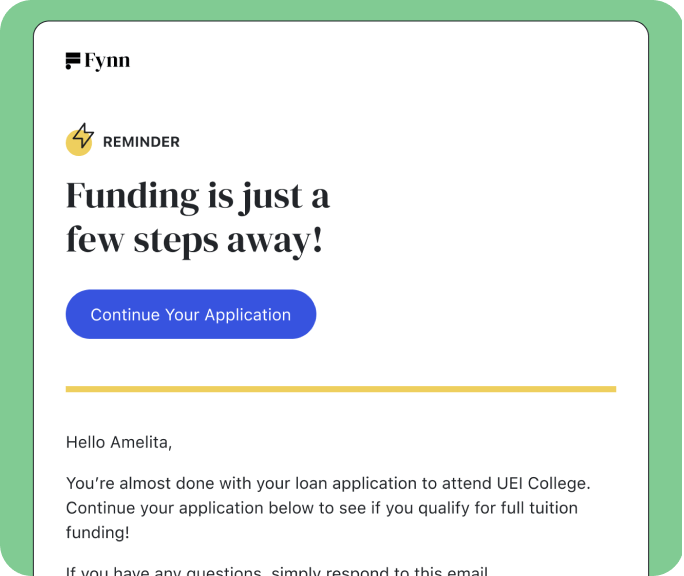 Fynn
REMINDER
Funding is just a
few steps away!
Continue Your Application
Hello Amelita,
You’re almost done with your loan application to attend UEI College.
Continue your application below to see if you qualify for full tuition
funding!
If you have any questions, simply respond to this email